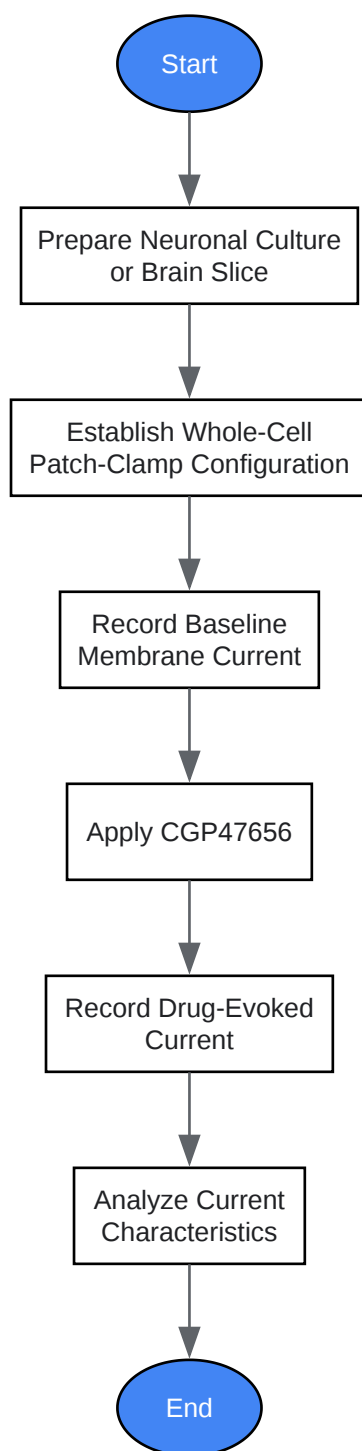 Start
Prepare Neuronal Culture
or Brain Slice
Establish Whole-Cell
Patch-Clamp Configuration
Record Baseline
Membrane Current
Apply CGP47656
Record Drug-Evoked
Current
Analyze Current
Characteristics
End